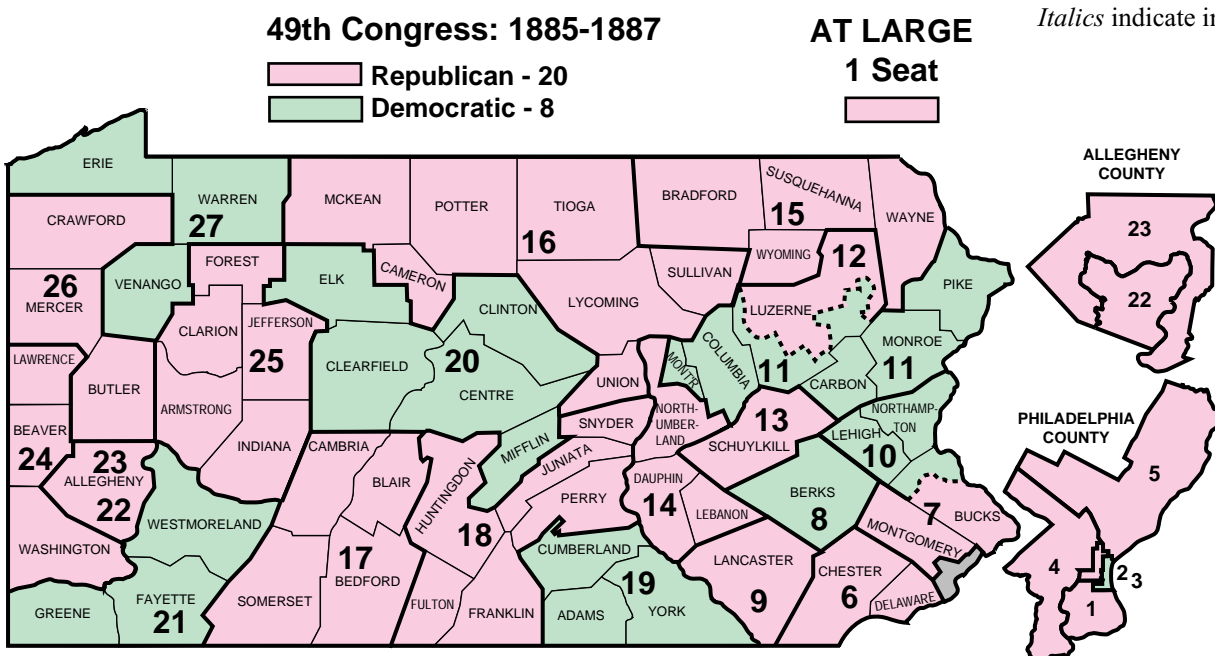 Italics indicate in
49th Congress: 1885-1887
Republican - 20
Democratic - 8
AT LARGE
1 Seat
ERIE
WARREN
27
CRAWFORD
MCKEAN
POTTER
TIOGA
16
BRADFORD
SUSQUEHANNA
15
WAYNE
WYOMING
12
FOREST
VENANGO
ELK
CAMERON
SULLIVAN
26
MERCER
CLINTON
LYCOMING
LUZERNE
PIKE
CLARION
JEFFERSON
25
LAWRENCE
BUTLER
CLEARFIELD
20
CENTRE
UNION
MONTR
COLUMBIA
11
CARBON
MONROE
11
ARMSTRONG
INDIANA
BEAVER
24
23
ALLEGHENY
22
CAMBRIA
BLAIR
HUNTINGDON
MIFFLIN
SNYDER
JUNIATA
NORTH-
UMBER-
LAND
13
SCHUYLKILL
NORTHAMP-
TON
LEHIGH
10
WESTMORELAND
PERRY
DAUPHIN
14
LEBANON
BERKS
8
7
BUCKS
MONTGOMERY
WASHINGTON
17
BEDFORD
18
CUMBERLAND
19
LANCASTER
9
CHESTER
6
DELAWARE
GREENE
FAYETTE
21
SOMERSET
FULTON
FRANKLIN
ADAMS
YORK
ALLEGHENY
COUNTY
23
22
PHILADELPHIA
COUNTY
5
4
2
3
1